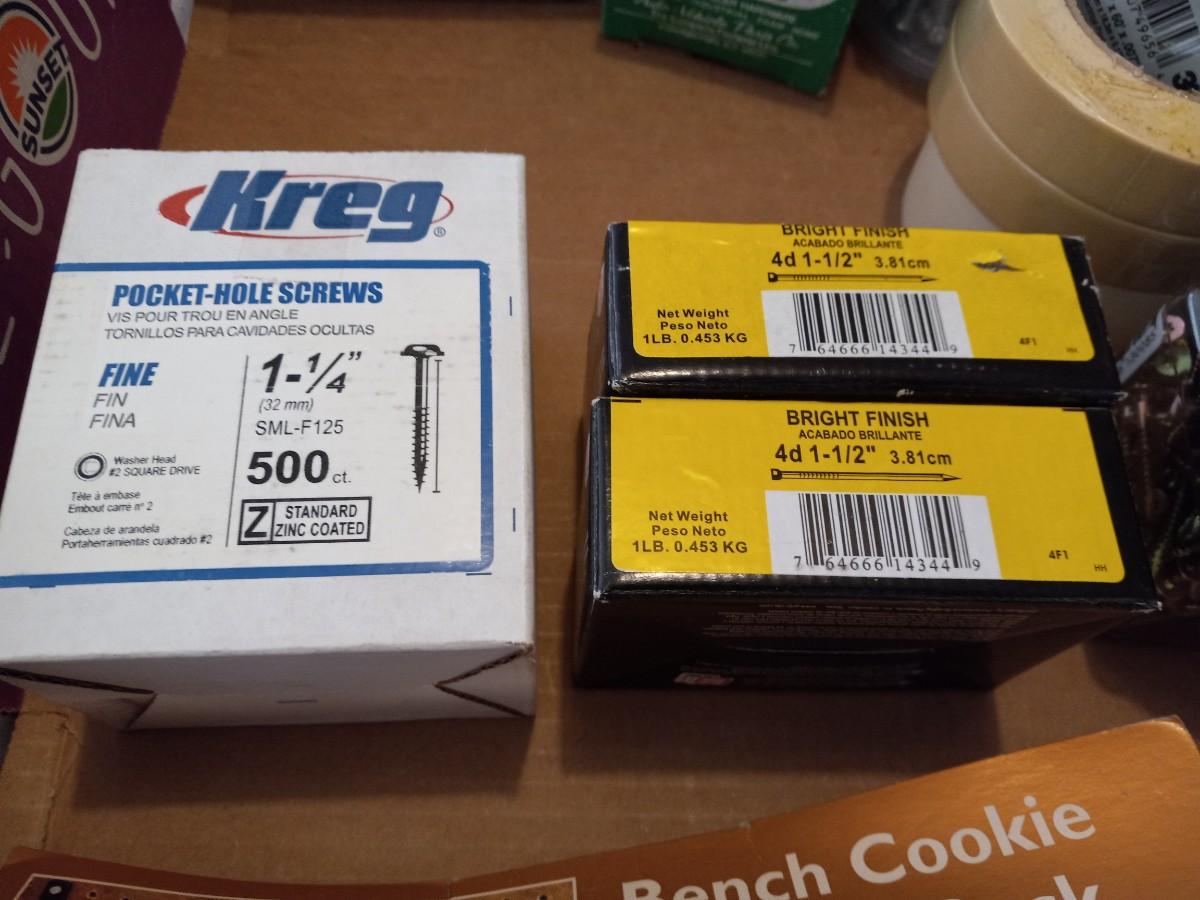 SUNSET
Kreg®
POCKET-HOLE SCREWS
VIS POUR TROU EN ANGLE
TORNILLOS PARA CAVIDADES OCULTAS
FINE
FIN
FINA
Washer Head
#2 SQUARE DRIVE
Tête à embase
Embout carré nº 2
Cabeza de arandela
Portaherramientas cuadrado #2
1-1/4"
(32 mm)
SML-F125
500 ct.
Z STANDARD
ZINC COATED
BRIGHT FINISH
ACABADO BRILLANTE
4d 1-1/2" 3.81cm
Net Weight
Peso Neto
1LB. 0.453 KG
7 64666 14344 9
4F1
HH
BRIGHT FINISH
ACABADO BRILLANTE
4d 1-1/2" 3.81cm
Net Weight
Peso Neto
1LB. 0.453 KG
7 64666 14344 9
4F1
HH
Bench Cookie